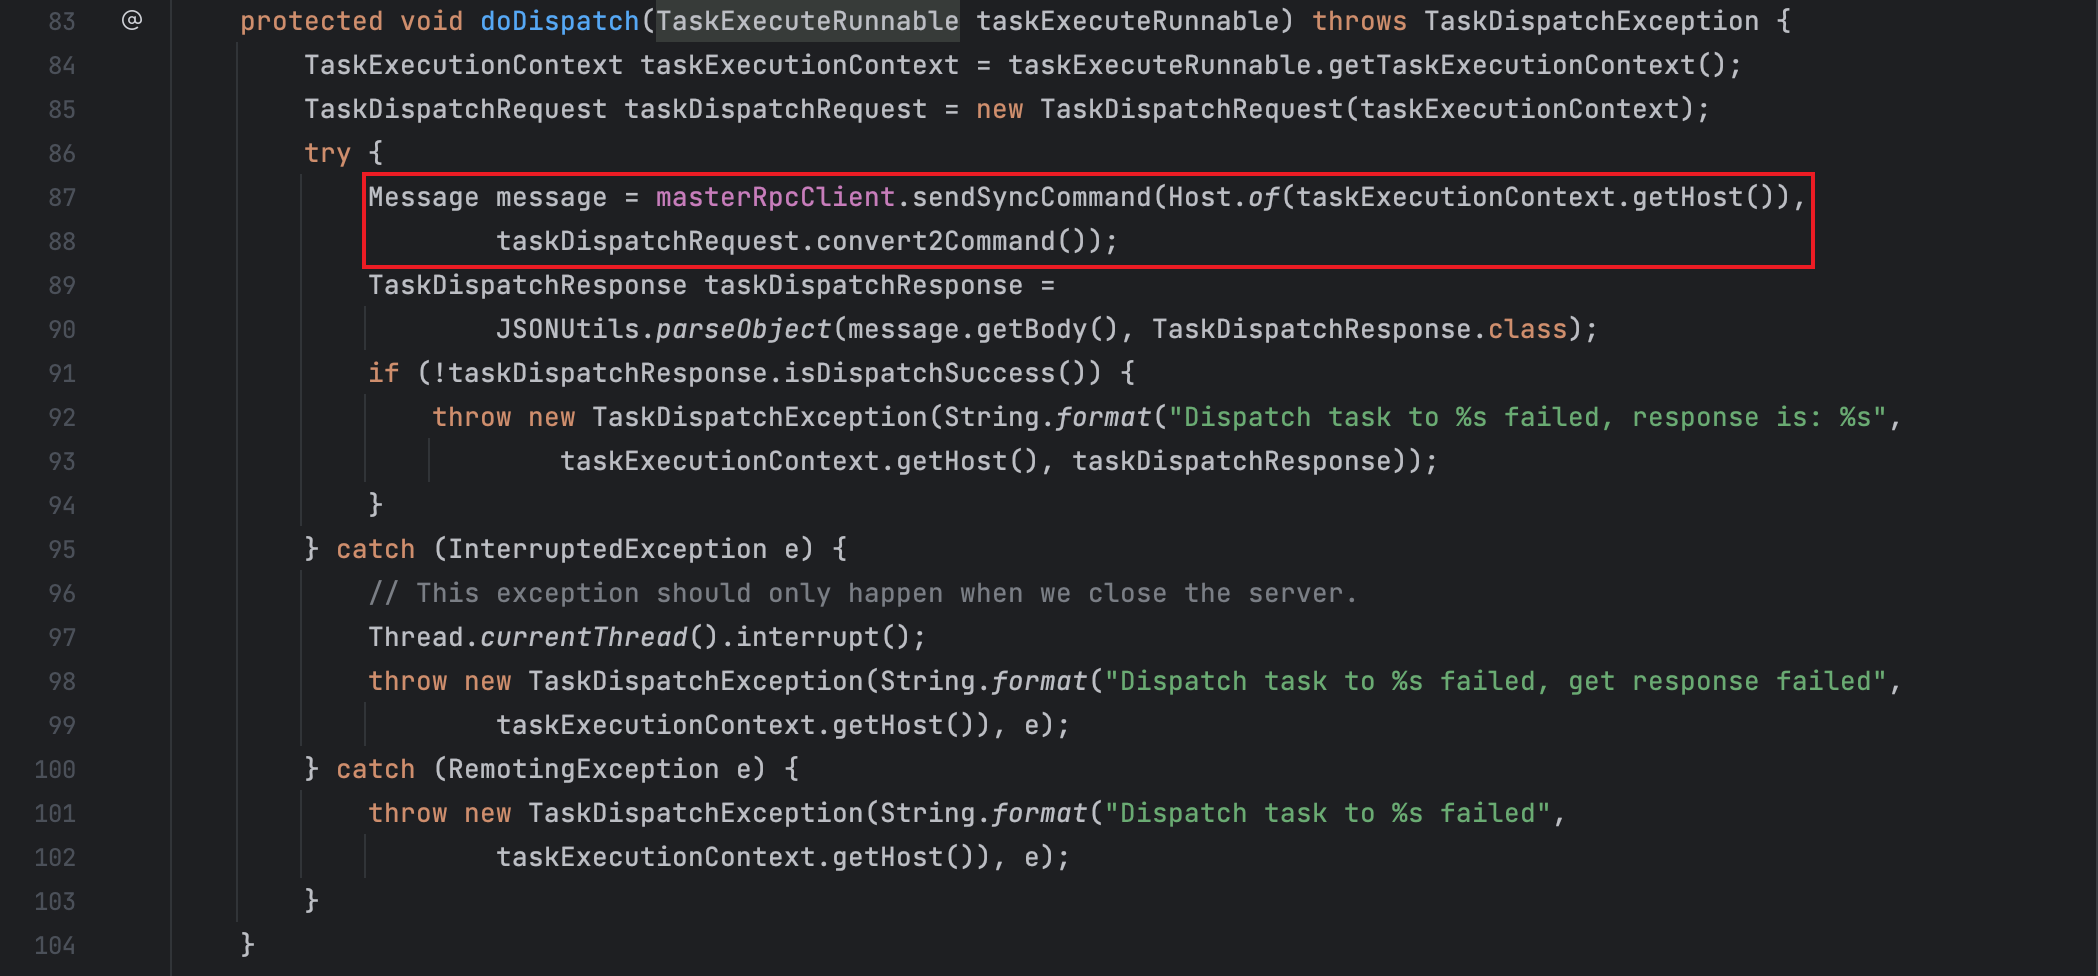 83 @ protected void doDispatch(TaskExecuteRunnable taskExecuteRunnable) throws TaskDispatchException {
84 TaskExecutionContext taskExecutionContext = taskExecuteRunnable.getTaskExecutionContext();
85 TaskDispatchRequest taskDispatchRequest = new TaskDispatchRequest(taskExecutionContext);
86 try {
87 Message message = masterRpcClient.sendSyncCommand(Host.of(taskExecutionContext.getHost()),
88 taskDispatchRequest.convert2Command());
89 TaskDispatchResponse taskDispatchResponse =
90 JSONUtils.parseObject(message.getBody(), TaskDispatchResponse.class);
91 if (!taskDispatchResponse.isDispatchSuccess()) {
92 throw new TaskDispatchException(String.format("Dispatch task to %s failed, response is: %s",
93 taskExecutionContext.getHost(), taskDispatchResponse));
94 }
95 } catch (InterruptedException e) {
96 // This exception should only happen when we close the server.
97 Thread.currentThread().interrupt();
98 throw new TaskDispatchException(String.format("Dispatch task to %s failed, get response failed",
99 taskExecutionContext.getHost()), e);
100 } catch (RemotingException e) {
101 throw new TaskDispatchException(String.format("Dispatch task to %s failed",
102 taskExecutionContext.getHost()), e);
103 }
104 }